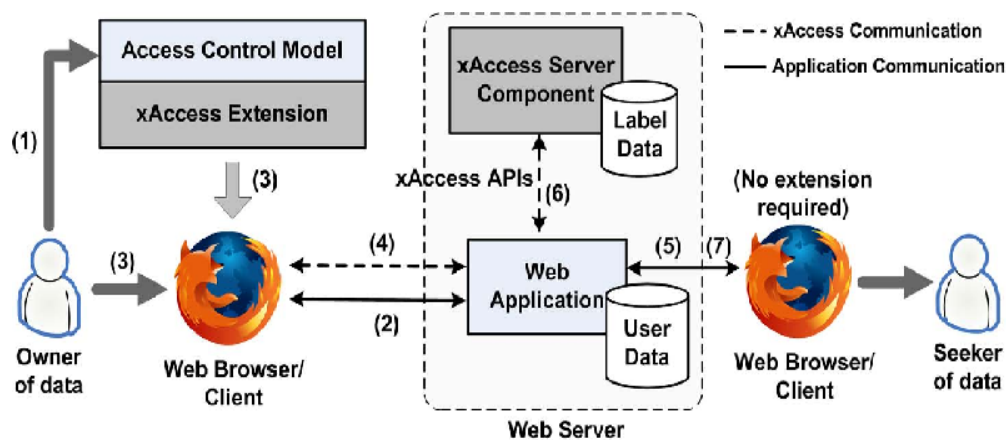 Access Control Model
xAccess Extension
(1)
(3)
(3)
Owner
of data
Web Browser/
Client
(4)
(2)
xAccess Server
Component
Label
Data
xAccess APIs
(6)
Web
Application
User
Data
Web Server
xAccess Communication
Application Communication
(No extension
required)
(5)
(7)
Web Browser/
Client
Seeker
of data